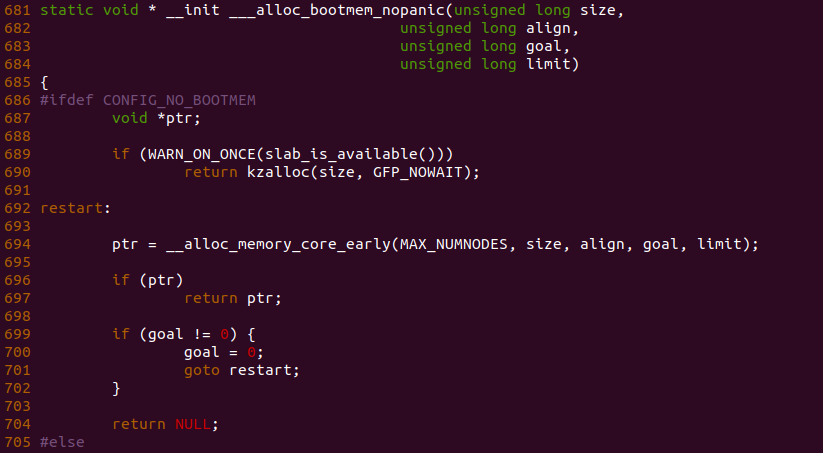 681 static void * __init ___alloc_bootmem_nopanic(unsigned long size,
682                                         unsigned long align,
683                                         unsigned long goal,
684                                         unsigned long limit)
685 {
686 #ifdef CONFIG_NO_BOOTMEM
687         void *ptr;
688
689         if (WARN_ON_ONCE(slab_is_available()))
690                 return kzalloc(size, GFP_NOWAIT);
691
692 restart:
693
694         ptr = __alloc_memory_core_early(MAX_NUMNODES, size, align, goal, limit);
695
696         if (ptr)
697                 return ptr;
698
699         if (goal != 0) {
700                 goal = 0;
701                 goto restart;
702         }
703
704         return NULL;
705 #else